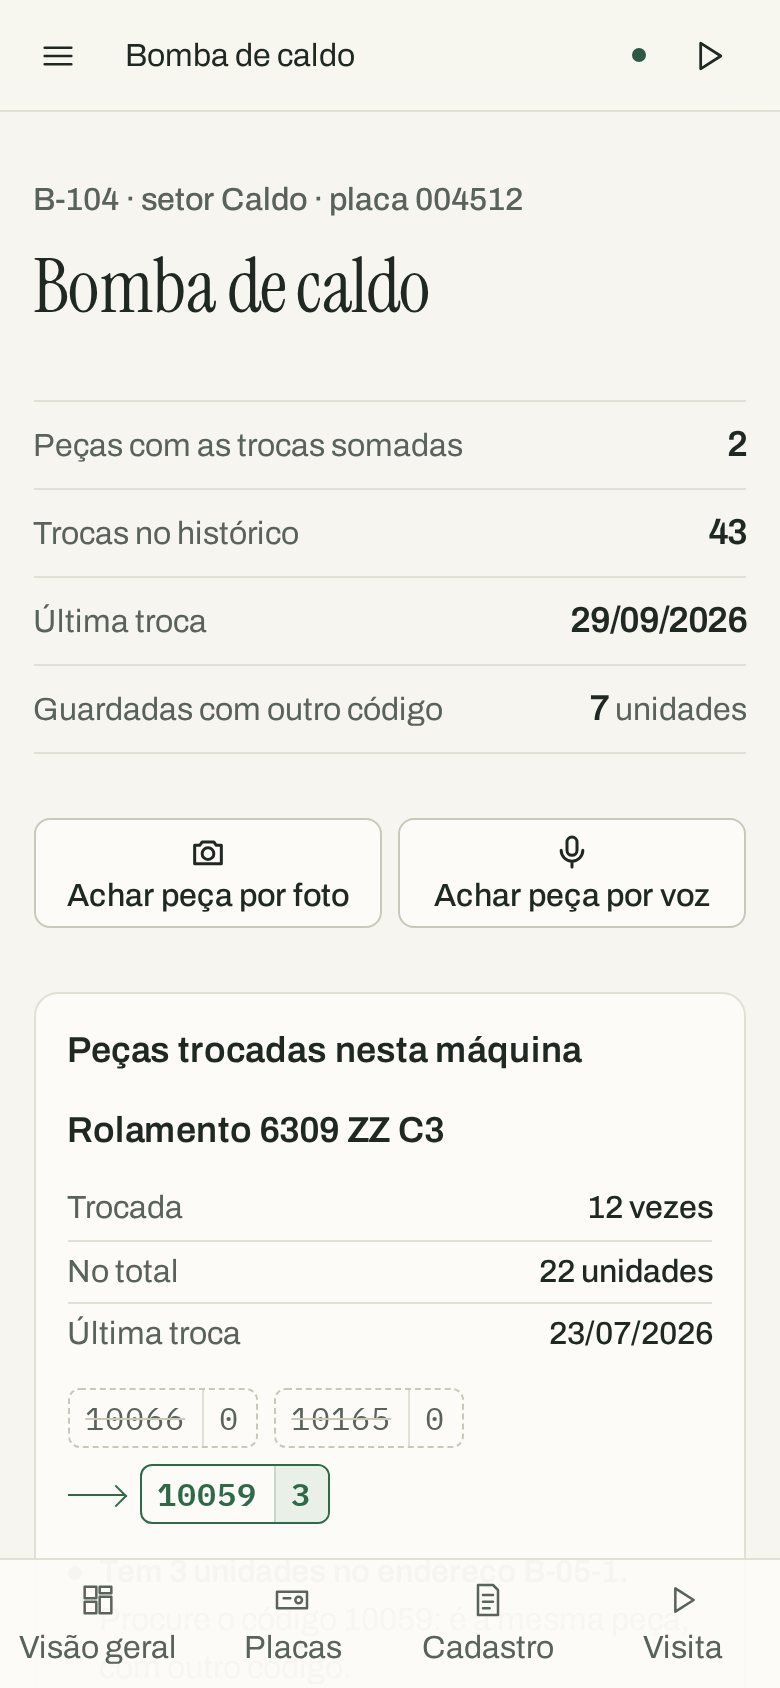 Bomba de caldo
B-104 · setor Caldo · placa 004512
Bomba de caldo
Peças com as trocas somadas 2
Trocas no histórico 43
Última troca 29/09/2026
Guardadas com outro código 7 unidades
Achar peça por foto
Achar peça por voz
Peças trocadas nesta máquina
Rolamento 6309 ZZ C3
Trocada 12 vezes
No total 22 unidades
Última troca 23/07/2026
10066 0 10165 0
10059 3
Tem 3 unidades no endereço B-05-1.
Procure o código 10059: é a mesma peça,
com outro código.
Visão geral Placas Cadastro Visita